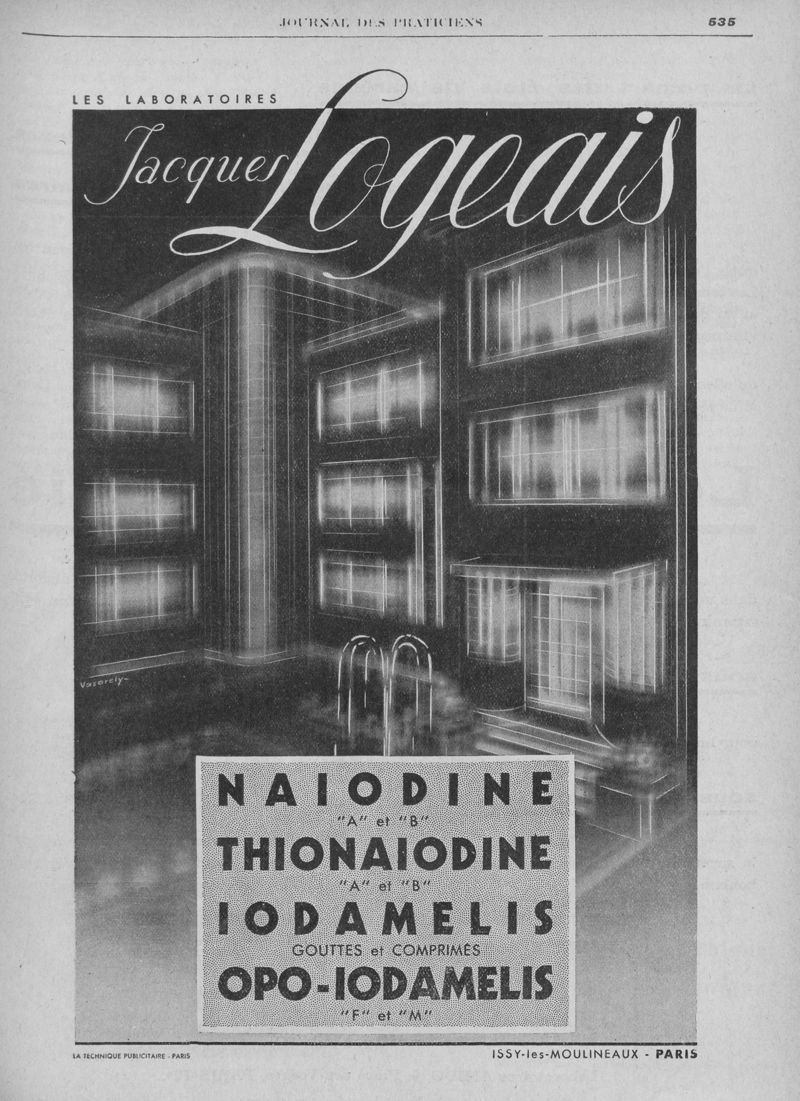 JOURNAL DES PRATICIENS 535
LES LABORATOIRES
Jacques Logeais
Vasarely
NAIODINE
"A" et "B"
THIONAIODINE
"A" et "B"
IODAMELIS
GOUTTES et COMPRIMÉS
OPO-IODAMELIS
"F" et "M"
LA TECHNIQUE PUBLICITAIRE - PARIS
ISSY-les-MOULINEAUX - PARIS